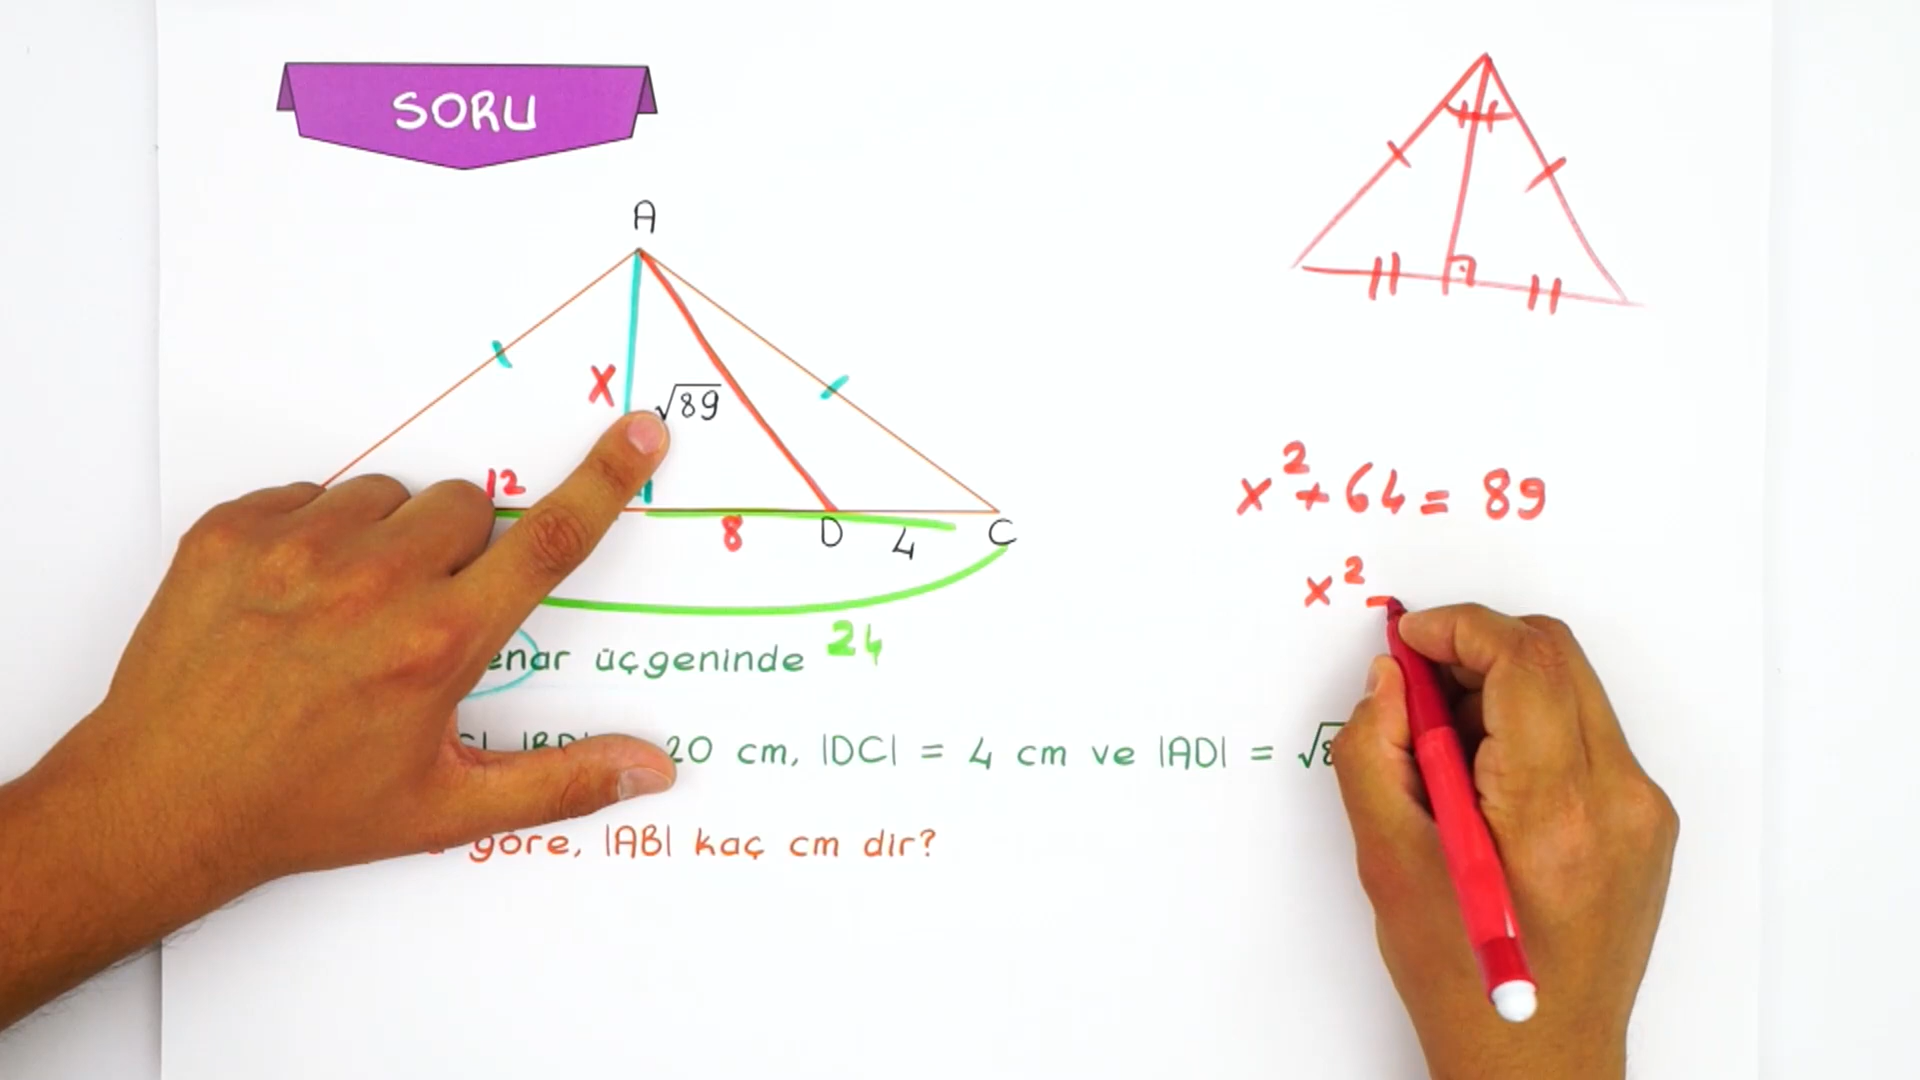 SORU
A
X
√89
12
8
D
4
C
24
x² + 64 = 89
x²
üçgeninde
20 cm, |DC| = 4 cm ve |AD| =
göre, |AB| kaç cm dir?